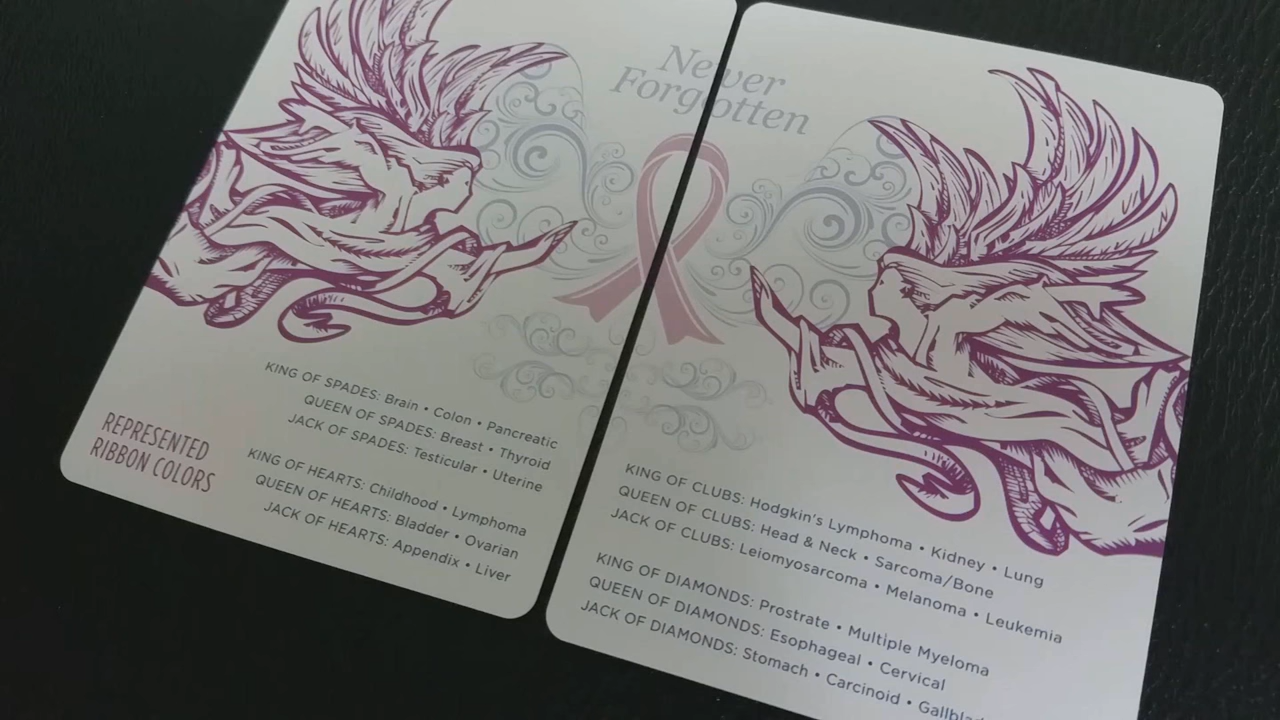 Never
Forgotten
REPRESENTED
RIBBON COLORS
KING OF SPADES: Brain • Colon • Pancreatic
QUEEN OF SPADES: Breast • Thyroid
JACK OF SPADES: Testicular • Uterine
KING OF HEARTS: Childhood • Lymphoma
QUEEN OF HEARTS: Bladder • Ovarian
JACK OF HEARTS: Appendix • Liver
KING OF CLUBS: Hodgkin's Lymphoma • Kidney • Lung
QUEEN OF CLUBS: Head & Neck • Sarcoma/Bone
JACK OF CLUBS: Leiomyosarcoma • Melanoma • Leukemia
KING OF DIAMONDS: Prostrate • Multiple Myeloma
QUEEN OF DIAMONDS: Esophageal • Cervical
JACK OF DIAMONDS: Stomach • Carcinoid •